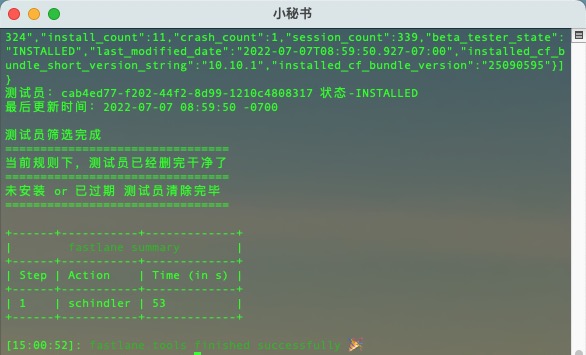 小秘书
324","install_count":11,"crash_count":1,"session_count":339,"beta_tester_state":
"INSTALLED","last_modified_date":"2022-07-07T08:59:50.927-07:00","installed_cf_b
undle_short_version_string":"10.10.1","installed_cf_bundle_version":"25090595"}]
}
测试员: cab4ed77-f202-44f2-8d99-1210c4808317 状态-INSTALLED
最后更新时间: 2022-07-07 08:59:50 -0700
测试员筛选完成
================================
当前规则下, 测试员已经删完干净了
================================
未安装 or 已过期 测试员清除完毕
================================
+------+-----------+-------------+
|        fastlane summary        |
+------+-----------+-------------+
| Step | Action    | Time (in s) |
+------+-----------+-------------+
| 1    | schindler | 53          |
+------+-----------+-------------+
[15:00:52]: fastlane.tools finished successfully 🎉